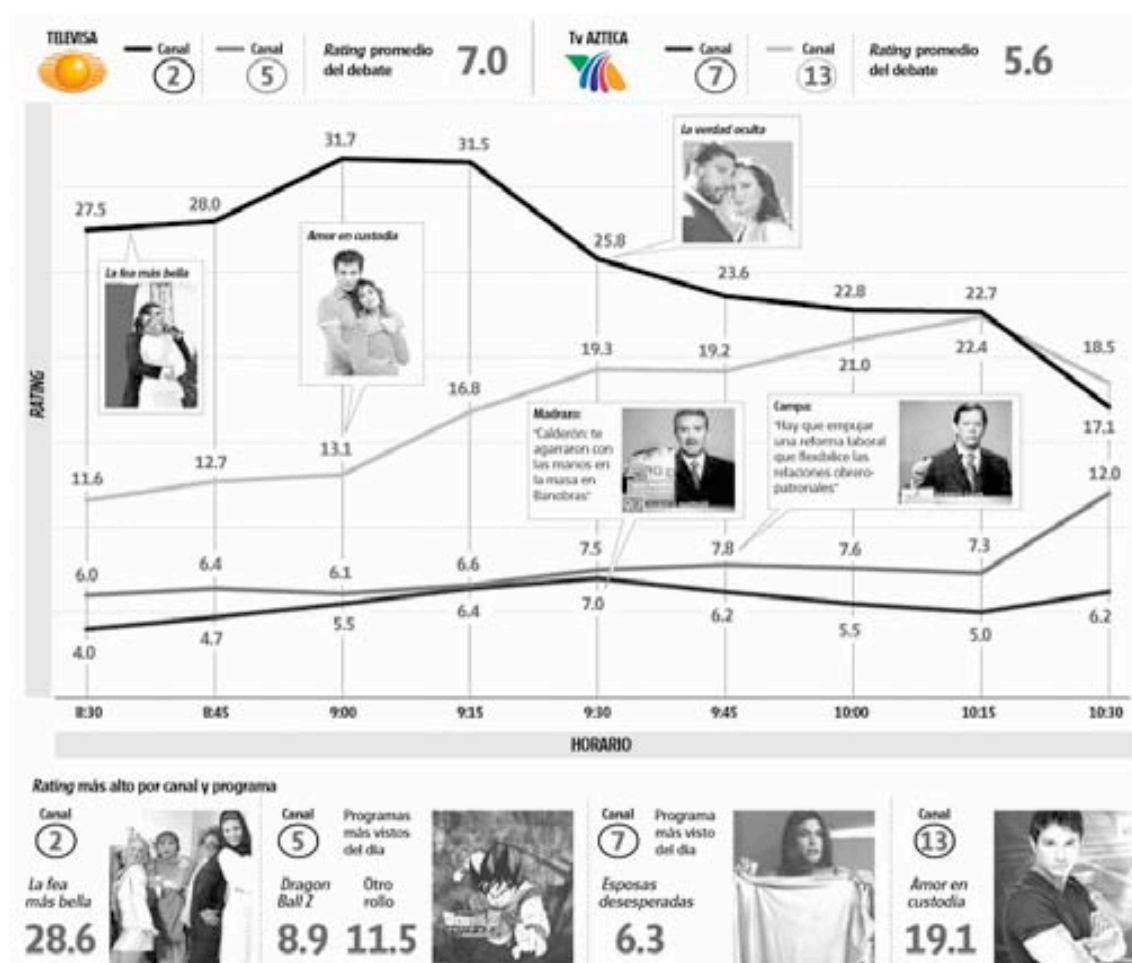 TELEVISA
Canal
2
Canal
5
Rating promedio
del debate
7.0
Tv AZTECA
Canal
7
Canal
13
Rating promedio
del debate
5.6
RATING
27.5
28.0
31.7
31.5
25.8
23.6
22.8
22.7
17.1
La fea más bella
Amor en custodia
La verdad oculta
11.6
12.7
13.1
16.8
19.3
19.2
21.0
22.4
18.5
Madrazo:
"Calderón: te
agarraron con
las manos en
la masa en
Banobras"
Campa:
"Hay que empujar
una reforma laboral
que flexibilice las
relaciones obrero-
patronales"
6.0
6.4
6.1
6.6
7.5
7.8
7.6
7.3
12.0
4.0
4.7
5.5
6.4
7.0
6.2
5.5
5.0
6.2
8:30
8:45
9:00
9:15
9:30
9:45
10:00
10:15
10:30
HORARIO
Rating más alto por canal y programa
Canal
2
La fea
más bella
28.6
Canal
5
Programas
más vistos
del día
Dragon
Ball Z
8.9
Otro
rollo
11.5
Canal
7
Programa
más visto
del día
Esposas
desesperadas
6.3
Canal
13
Amor en
custodia
19.1